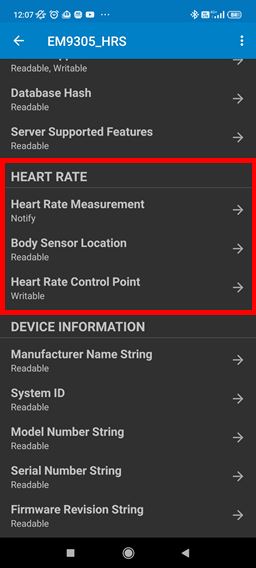 12:07
EM9305_HRS
Readable, Writable
Database Hash
Readable
Server Supported Features
Readable
HEART RATE
Heart Rate Measurement
Notify
Body Sensor Location
Readable
Heart Rate Control Point
Writable
DEVICE INFORMATION
Manufacturer Name String
Readable
System ID
Readable
Model Number String
Readable
Serial Number String
Readable
Firmware Revision String
Readable